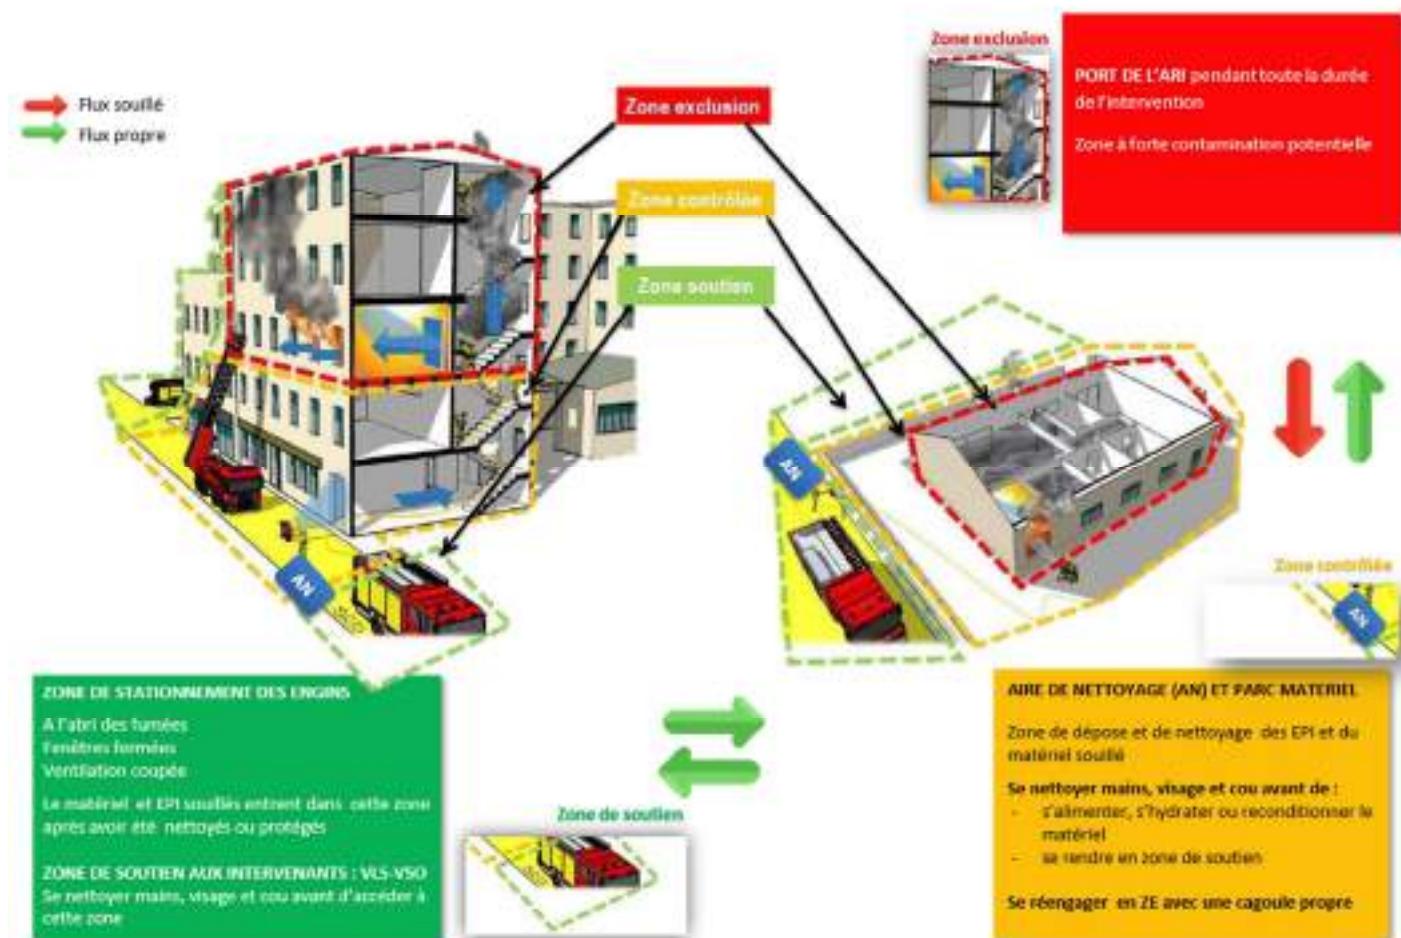 Zone exclusion
PORT DE L'ARI pendant toute la durée
de l'intervention
Zone à forte contamination potentielle
Flux souillé
Flux propre
Zone exclusion
Zone contrôlée
Zone soutien
AN
AN
Zone contrôlée
AN
ZONE DE STATIONNEMENT DES ENGINS
A l'abri des fumées
Fenêtres fermées
Ventilation coupée
Le matériel et EPI souillés entrent dans cette zone
après avoir été nettoyés ou protégés
ZONE DE SOUTIEN AUX INTERVENANTS : VLS-VSO
Se nettoyer mains, visage et cou avant d'accéder à
cette zone
Zone de soutien
AIRE DE NETTOYAGE (AN) ET PARC MATERIEL
Zone de dépose et de nettoyage des EPI et du
matériel souillé
Se nettoyer mains, visage et cou avant de :
- s'alimenter, s'hydrater ou reconditionner le
matériel
- se rendre en zone de soutien
Se réengager en ZE avec une cagoule propre